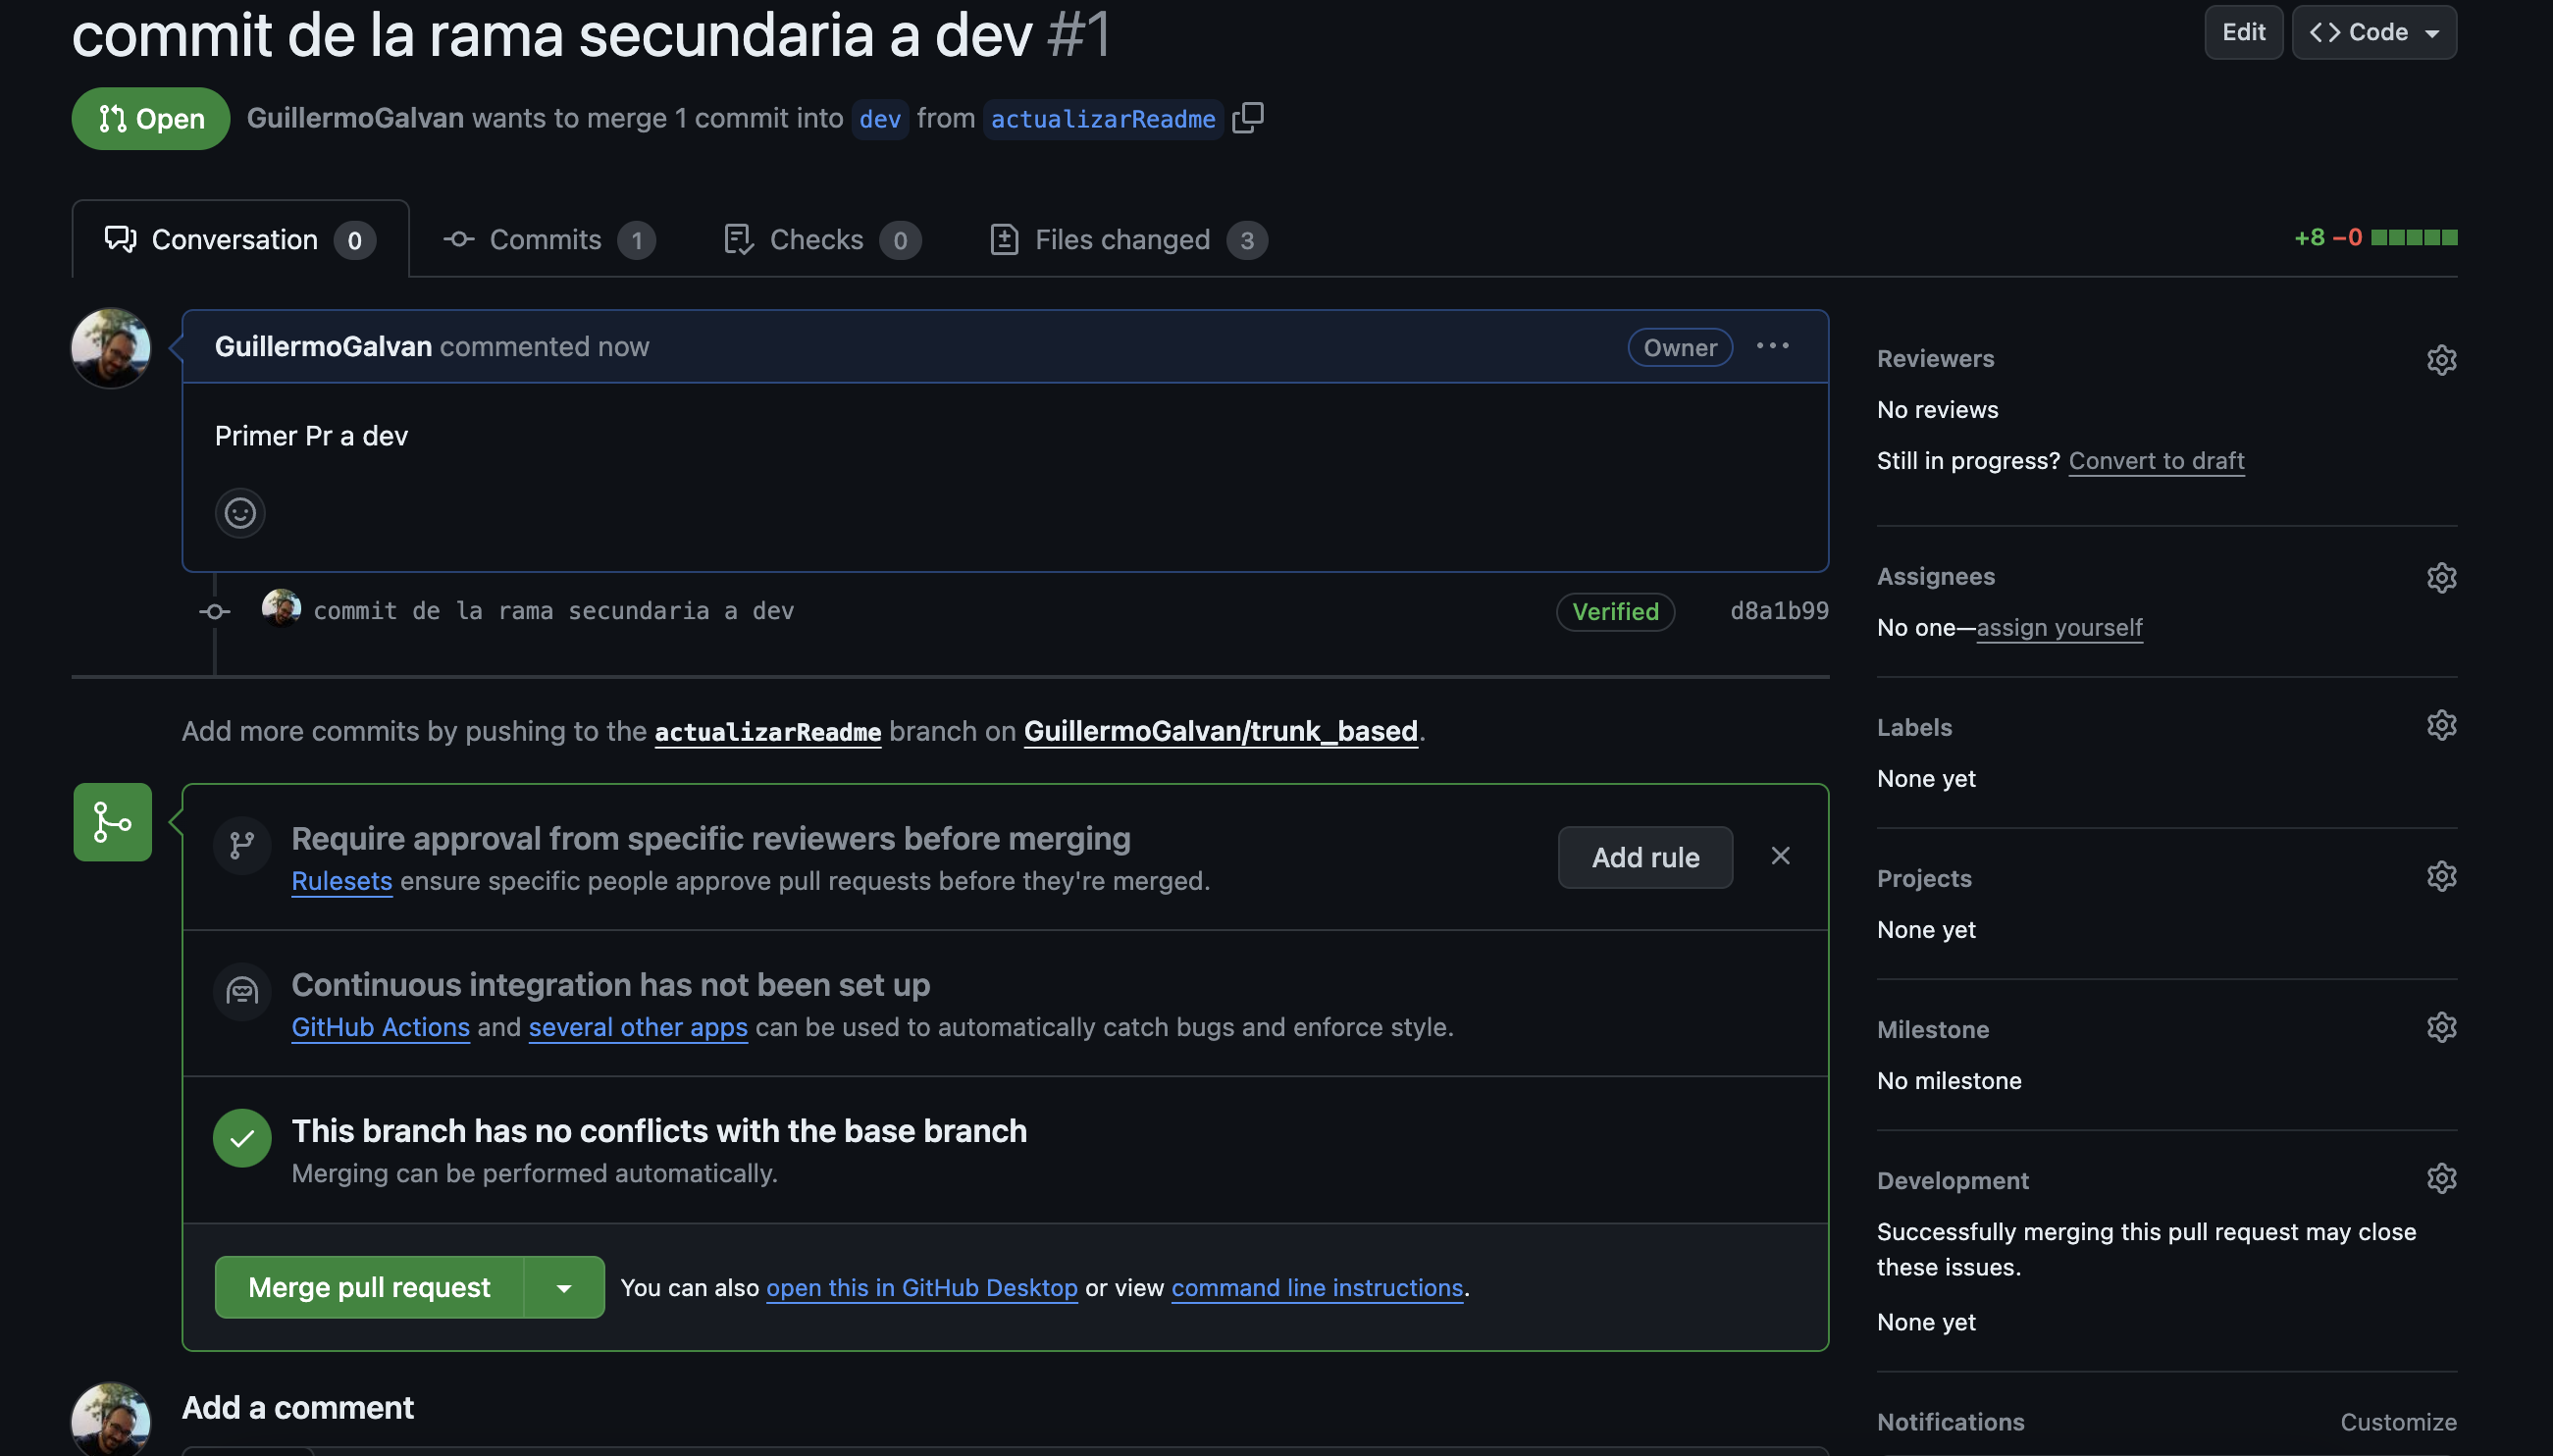 commit de la rama secundaria a dev #1
Edit
Code
Open
GuillermoGalvan wants to merge 1 commit into dev from actualizarReadme
Conversation 0
Commits 1
Checks 0
Files changed 3
+8 −0
GuillermoGalvan commented now
Owner
Primer Pr a dev
commit de la rama secundaria a dev
Verified
d8a1b99
Add more commits by pushing to the actualizarReadme branch on GuillermoGalvan/trunk_based.
Require approval from specific reviewers before merging
Rulesets ensure specific people approve pull requests before they're merged.
Add rule
Continuous integration has not been set up
GitHub Actions and several other apps can be used to automatically catch bugs and enforce style.
This branch has no conflicts with the base branch
Merging can be performed automatically.
Merge pull request
You can also open this in GitHub Desktop or view command line instructions.
Add a comment
Reviewers
No reviews
Still in progress? Convert to draft
Assignees
No one—assign yourself
Labels
None yet
Projects
None yet
Milestone
No milestone
Development
Successfully merging this pull request may close
these issues.
None yet
Notifications
Customize